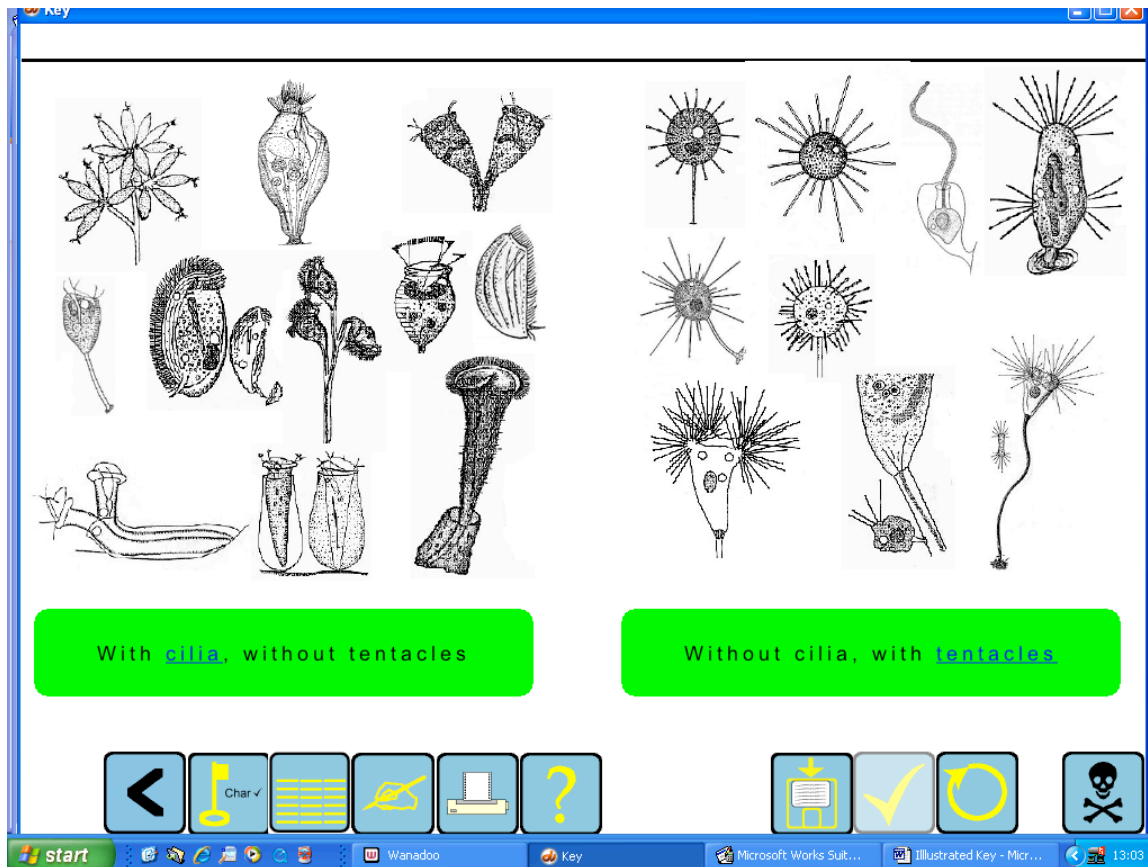 Key
With cilia, without tentacles
Without cilia, with tentacles
Char ✓
?
start
Wanadoo
Key
Microsoft Works Suit...
Illustrated Key - Micr...
13:03